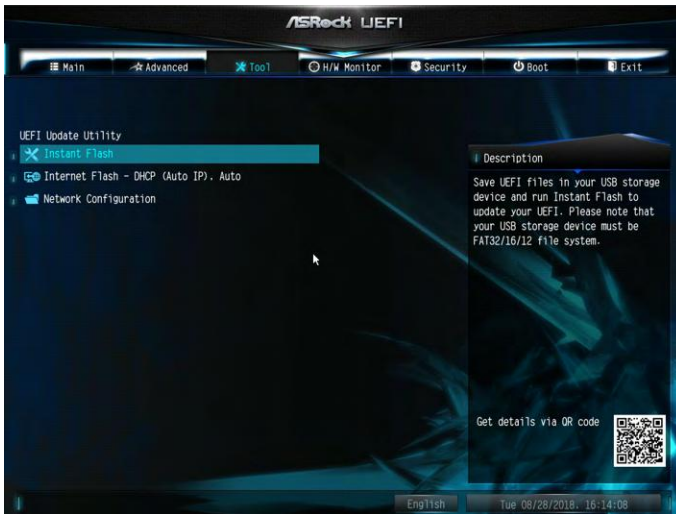 ASRock UEFI
Main Advanced Tool H/W Monitor Security Boot Exit
UEFI Update Utility
Instant Flash
Internet Flash - DHCP (Auto IP). Auto
Network Configuration
Description
Save UEFI files in your USB storage
device and run Instant Flash to
update your UEFI. Please note that
your USB storage device must be
FAT32/16/12 file system.
Get details via QR code
English Tue 08/28/2018. 16:14:08